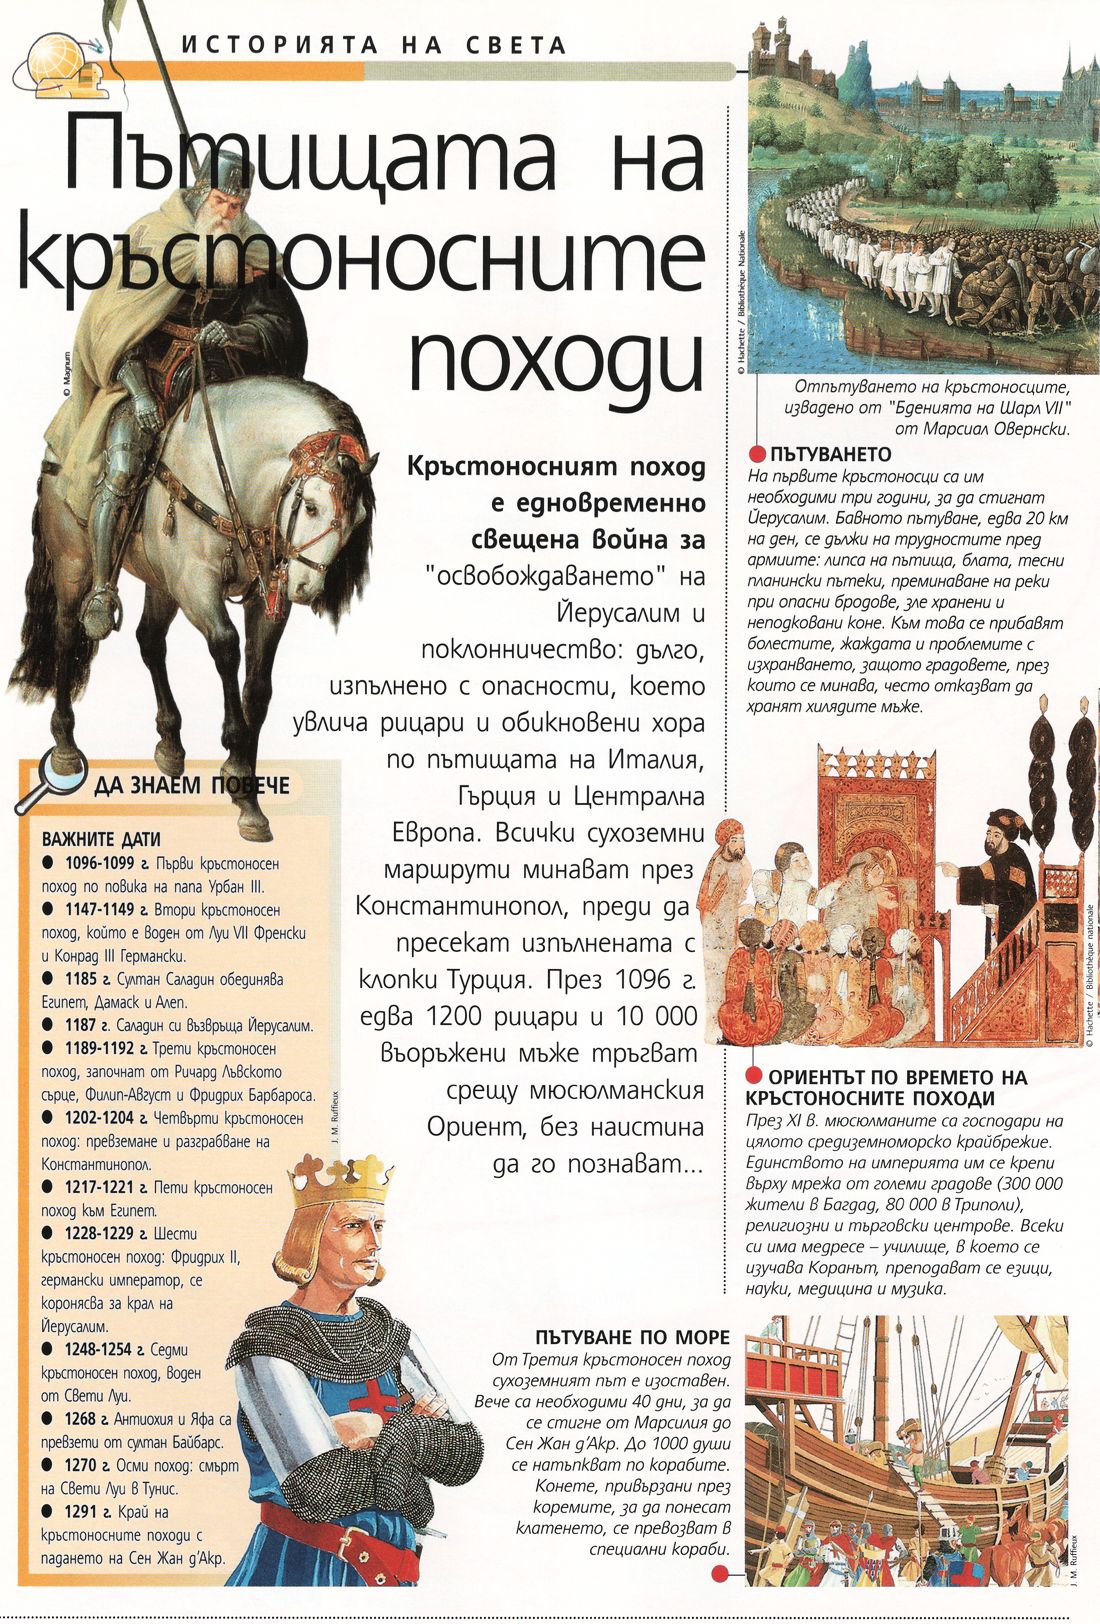 ИСТОРИЯТА НА СВЕТА
Пътищата на
кръстоносните
походи
© Magnum
© Hachette / Bibliothèque Nationale
Отпътуването на кръстоносците,
извадено от "Бденията на Шарл VII"
от Марсиал Овернски.
Кръстоносният поход
е едновременно
свещена война за
"освобождаването" на
Йерусалим и
поклонничество: дълго,
изпълнено с опасности, което
увлича рицари и обикновени хора
по пътищата на Италия,
Гърция и Централна
Европа. Всички сухоземни
маршрути минават през
Константинопол, преди да
пресекат изпълнената с
клопки Турция. През 1096 г.
едва 1200 рицари и 10 000
въоръжени мъже тръгват
срещу мюсюлманския
Ориент, без наистина
да го познават...
ПЪТУВАНЕТО
На първите кръстоносци са им
необходими три години, за да стигнат
Йерусалим. Бавното пътуване, едва 20 км
на ден, се дължи на трудностите пред
армиите: липса на пътища, блата, тесни
планински пътеки, преминаване на реки
при опасни бродове, зле хранени и
неподковани коне. Към това се прибавят
болестите, жаждата и проблемите с
изхранването, защото градовете, през
които се минава, често отказват да
хранят хилядите мъже.
ДА ЗНАЕМ ПОВЕЧЕ
ВАЖНИТЕ ДАТИ
● 1096-1099 г. Първи кръстоносен
поход по повика на папа Урбан III.
● 1147-1149 г. Втори кръстоносен
поход, който е воден от Луи VII Френски
и Конрад III Германски.
● 1185 г. Султан Саладин обединява
Египет, Дамаск и Алеп.
● 1187 г. Саладин си възвръща Йерусалим.
● 1189-1192 г. Трети кръстоносен
поход, започнат от Ричард Лъвското
сърце, Филип-Август и Фридрих Барбароса.
● 1202-1204 г. Четвърти кръстоносен
поход: превземане и разграбване на
Константинопол.
● 1217-1221 г. Пети кръстоносен
поход към Египет.
● 1228-1229 г. Шести
кръстоносен поход: Фридрих II,
германски император, се
коронясва за крал на
Йерусалим.
● 1248-1254 г. Седми
кръстоносен поход, воден
от Свети Луи.
● 1268 г. Антиохия и Яфа са
превзети от султан Байбарс.
● 1270 г. Осми поход: смърт
на Свети Луи в Тунис.
● 1291 г. Край на
кръстоносните походи с
падането на Сен Жан д'Акр.
J. M. Ruffieux
© Hachette / Bibliothèque nationale
ОРИЕНТЪТ ПО ВРЕМЕТО НА
КРЪСТОНОСНИТЕ ПОХОДИ
През XI в. мюсюлманите са господари на
цялото средиземноморско крайбрежие.
Единството на империята им се крепи
върху мрежа от големи градове (300 000
жители в Багдад, 80 000 в Триполи),
религиозни и търговски центрове. Всеки
си има медресе – училище, в което се
изучава Коранът, преподават се езици,
науки, медицина и музика.
ПЪТУВАНЕ ПО МОРЕ
От Третия кръстоносен поход
сухоземният път е изоставен.
Вече са необходими 40 дни, за да
се стигне от Марсилия до
Сен Жан д'Акр. До 1000 души
се натъпкват по корабите.
Конете, привързани през
коремите, за да понесат
клатенето, се превозват в
специални кораби.
J. M. Ruffieux